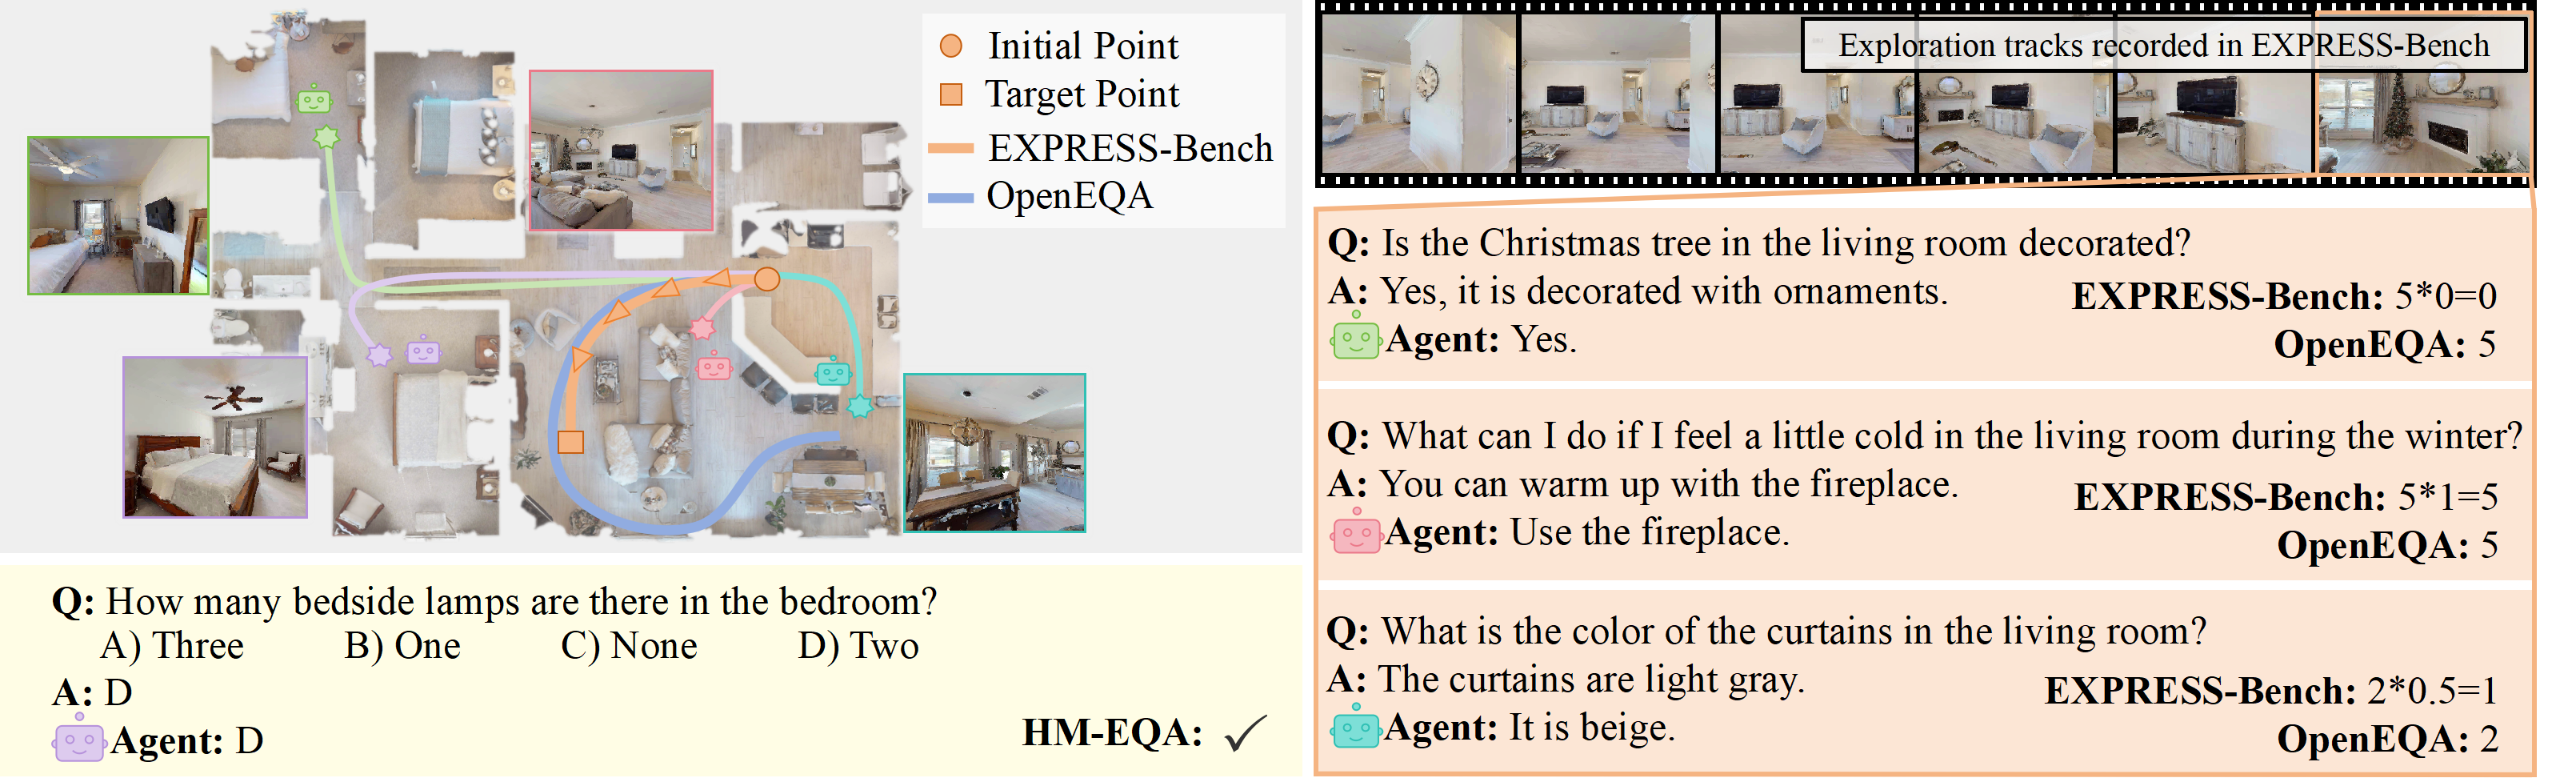 Initial Point
Target Point
EXPRESS-Bench
OpenEQA
Q: How many bedside lamps are there in the bedroom?
A) Three B) One C) None D) Two
A: D
Agent: D
HM-EQA: ✓
Exploration tracks recorded in EXPRESS-Bench
Q: Is the Christmas tree in the living room decorated?
A: Yes, it is decorated with ornaments.
EXPRESS-Bench: 5*0=0
Agent: Yes.
OpenEQA: 5
Q: What can I do if I feel a little cold in the living room during the winter?
A: You can warm up with the fireplace.
EXPRESS-Bench: 5*1=5
Agent: Use the fireplace.
OpenEQA: 5
Q: What is the color of the curtains in the living room?
A: The curtains are light gray.
EXPRESS-Bench: 2*0.5=1
Agent: It is beige.
OpenEQA: 2